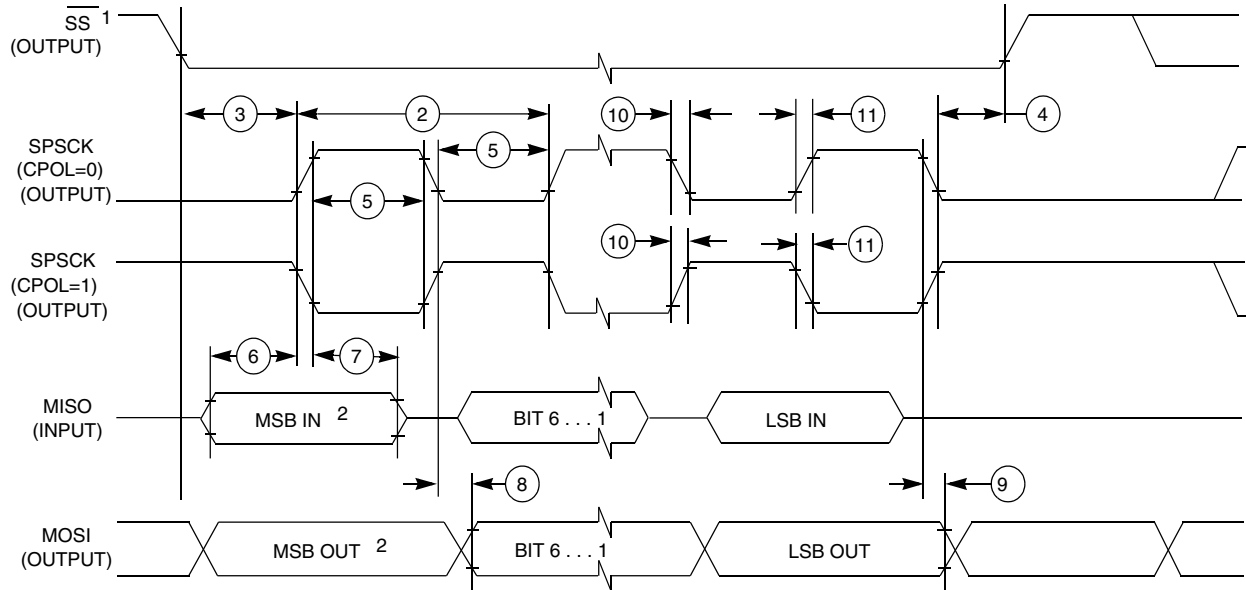 SS 1
(OUTPUT)
3
2
10
11
4
SPSCK
(CPOL=0)
(OUTPUT)
5
5
SPSCK
(CPOL=1)
(OUTPUT)
10
11
6
7
MISO
(INPUT)
MSB IN 2
BIT 6 . . . 1
LSB IN
8
9
MOSI
(OUTPUT)
MSB OUT 2
BIT 6 . . . 1
LSB OUT